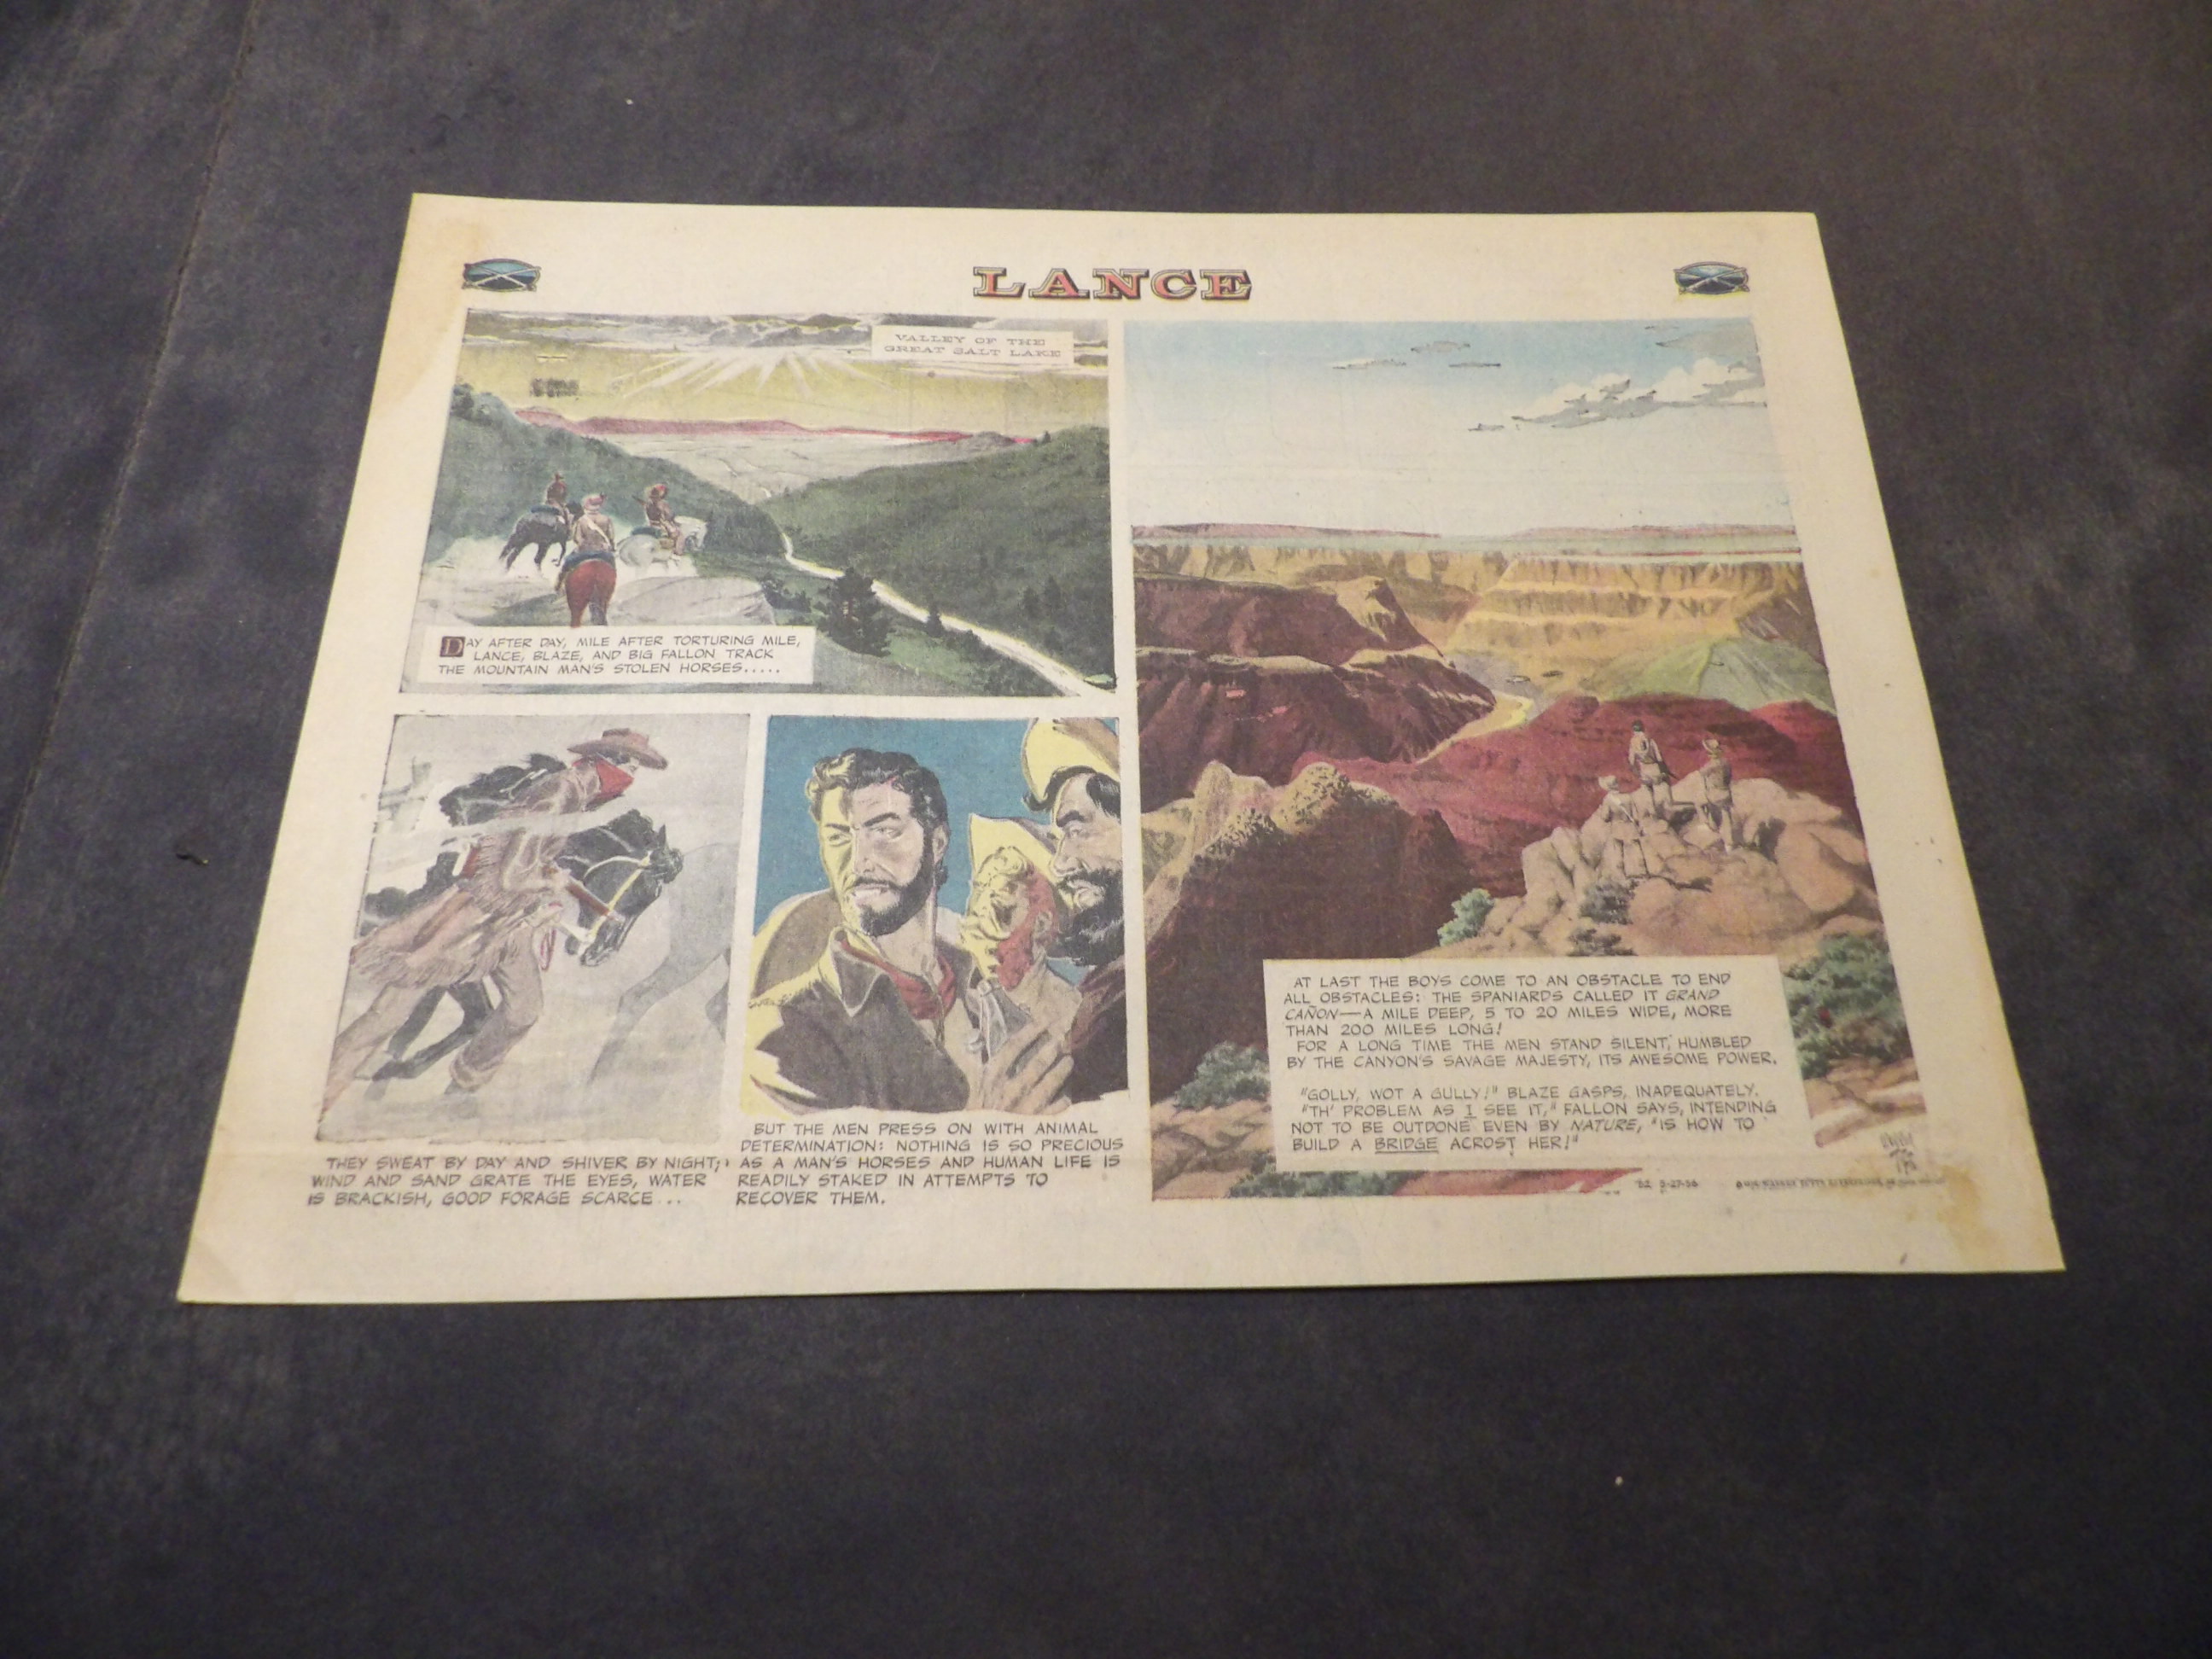 LANCE
VALLEY OF THE
GREAT SALT LAKE
DAY AFTER DAY, MILE AFTER TORTURING MILE,
LANCE, BLAZE, AND BIG FALLON TRACK
THE MOUNTAIN MAN'S STOLEN HORSES.....
THEY SWEAT BY DAY AND SHIVER BY NIGHT;
WIND AND SAND GRATE THE EYES, WATER
IS BRACKISH, GOOD FORAGE SCARCE...
BUT THE MEN PRESS ON WITH ANIMAL
DETERMINATION: NOTHING IS SO PRECIOUS
AS A MAN'S HORSES AND HUMAN LIFE IS
READILY STAKED IN ATTEMPTS TO
RECOVER THEM.
AT LAST THE BOYS COME TO AN OBSTACLE TO END
ALL OBSTACLES: THE SPANIARDS CALLED IT GRAND
CAÑON—A MILE DEEP, 5 TO 20 MILES WIDE, MORE
THAN 200 MILES LONG!
FOR A LONG TIME THE MEN STAND SILENT, HUMBLED
BY THE CANYON'S SAVAGE MAJESTY, ITS AWESOME POWER.
"GOLLY, WOT A GULLY!" BLAZE GASPS, INADEQUATELY.
"TH' PROBLEM AS I SEE IT," FALLON SAYS, INTENDING
NOT TO BE OUTDONE EVEN BY NATURE, "IS HOW TO
BUILD A BRIDGE ACROST HER!"